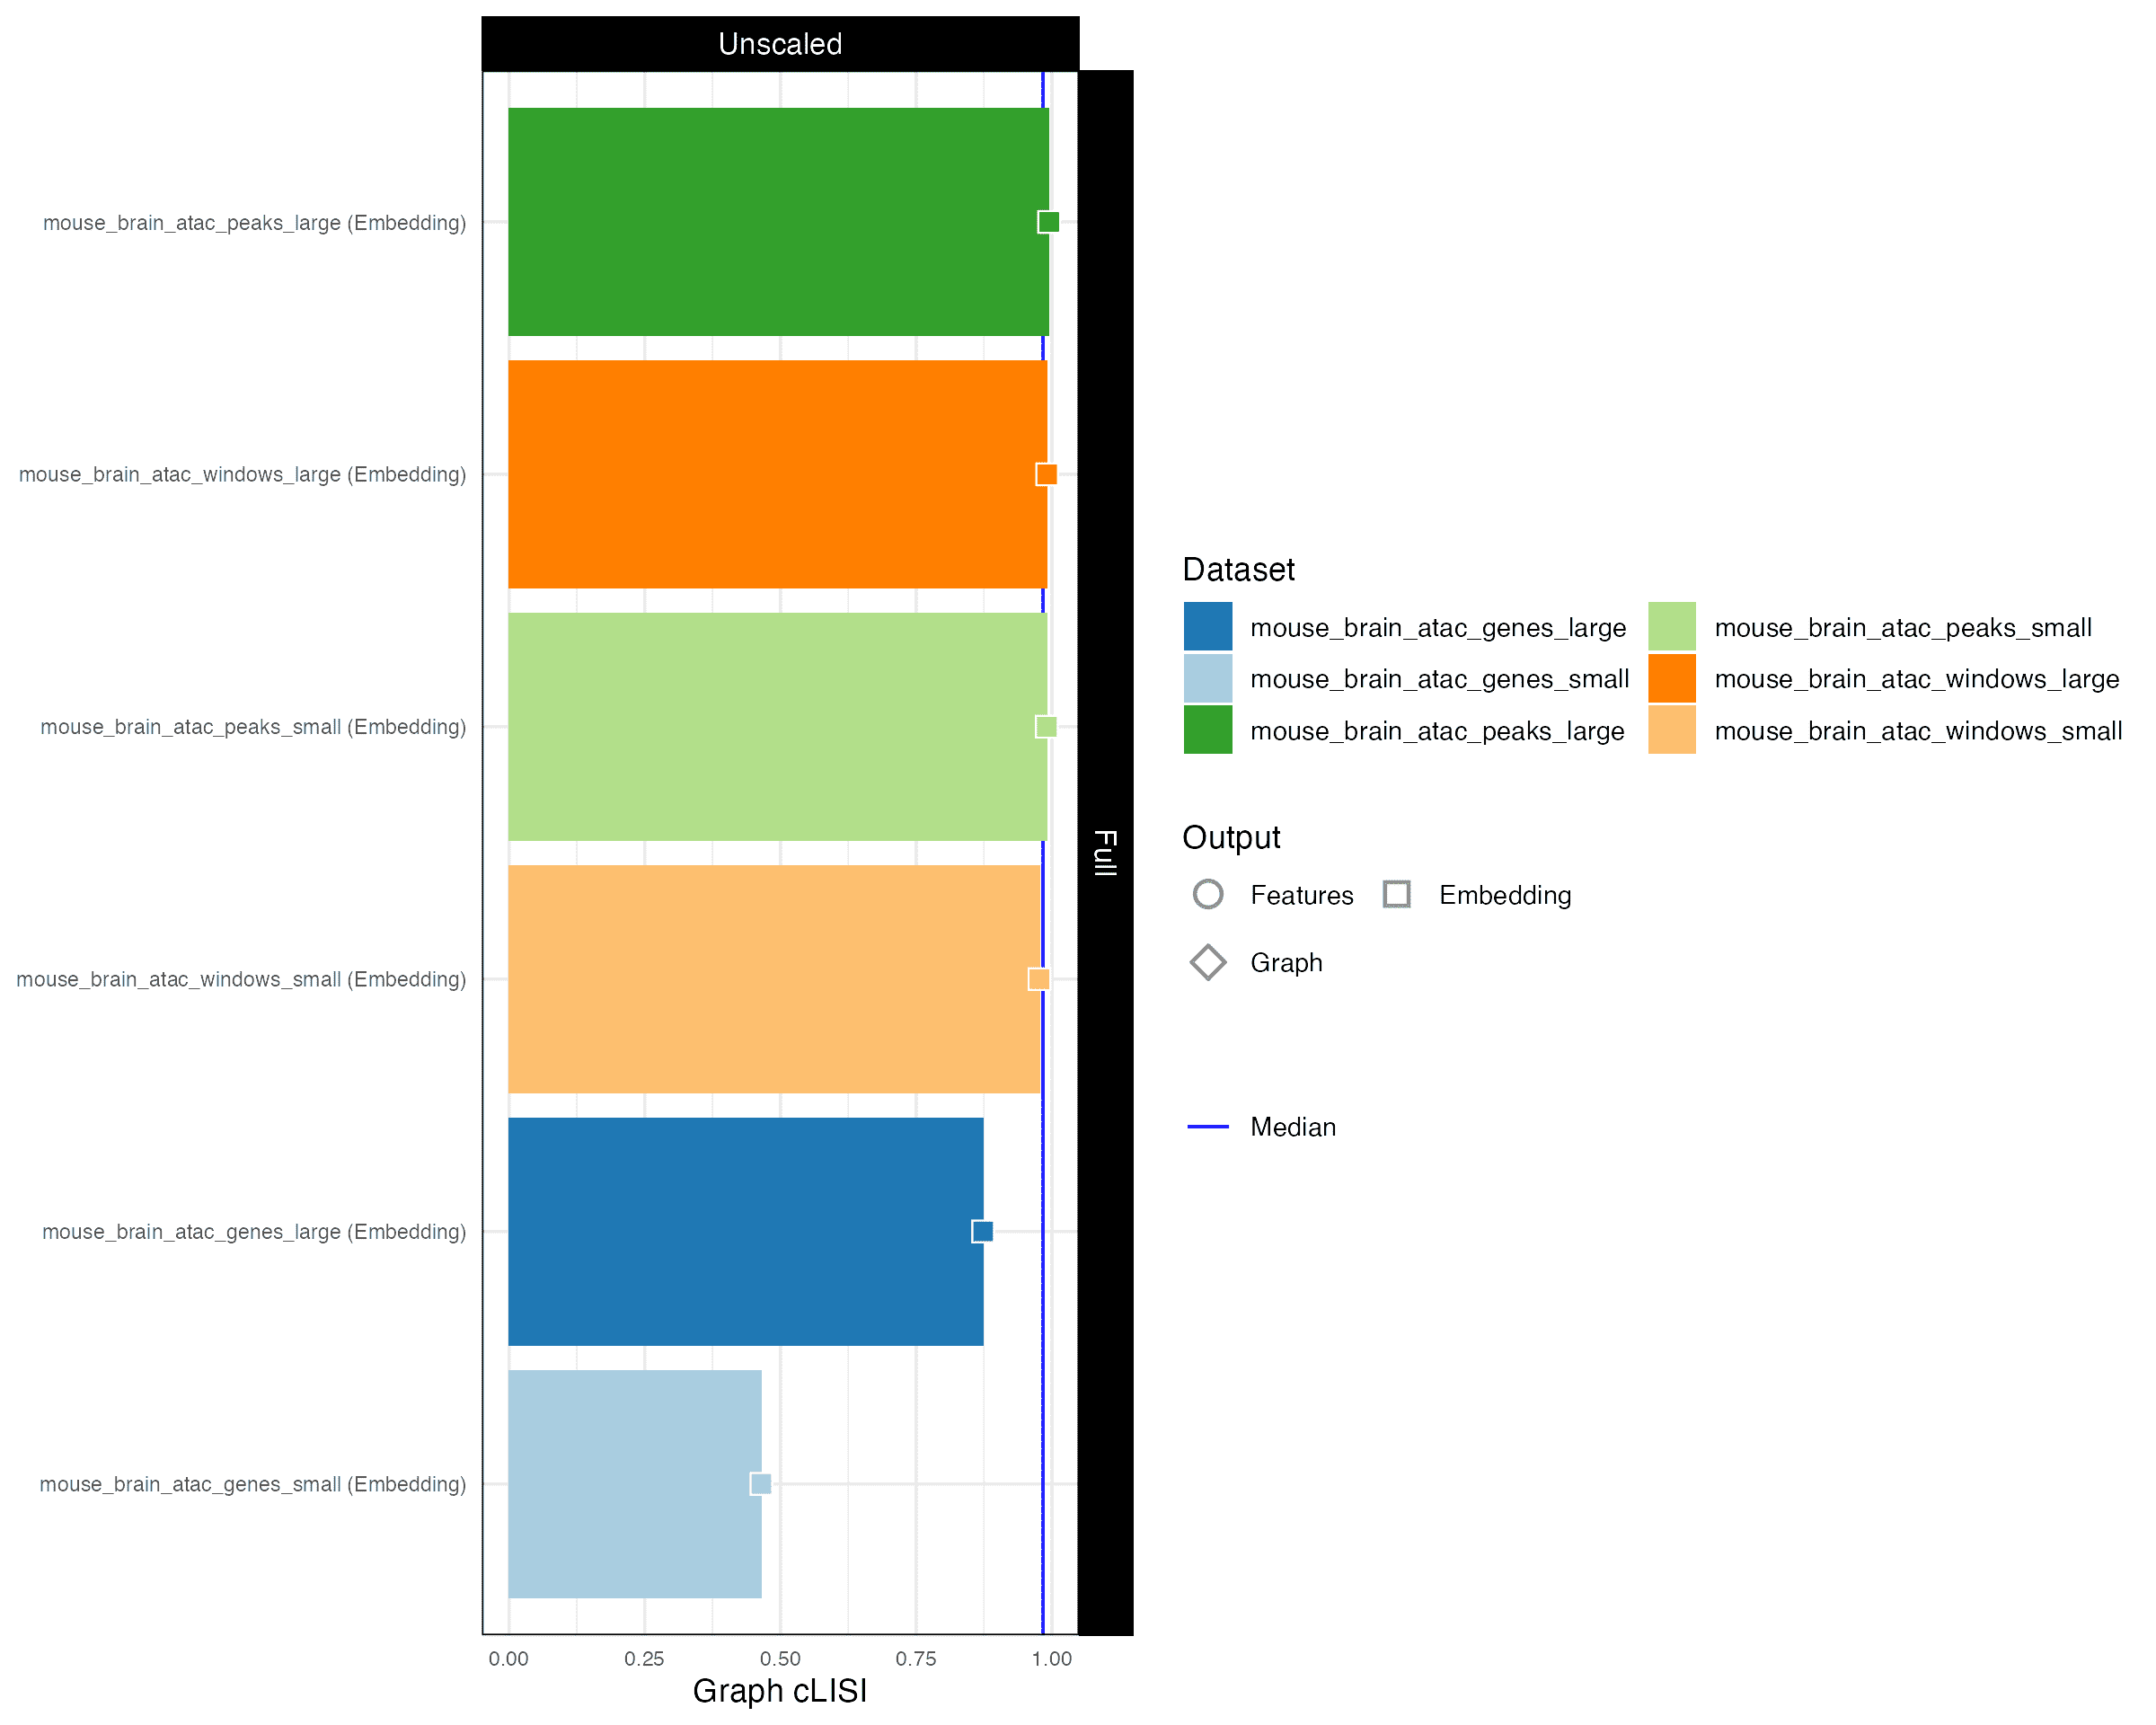 Unscaled
mouse_brain_atac_peaks_large (Embedding)
mouse_brain_atac_windows_large (Embedding)
mouse_brain_atac_peaks_small (Embedding)
mouse_brain_atac_windows_small (Embedding)
mouse_brain_atac_genes_large (Embedding)
mouse_brain_atac_genes_small (Embedding)
Full
0.00 0.25 0.50 0.75 1.00
Graph cLISI
Dataset
mouse_brain_atac_genes_large mouse_brain_atac_peaks_small
mouse_brain_atac_genes_small mouse_brain_atac_windows_large
mouse_brain_atac_peaks_large mouse_brain_atac_windows_small
Output
Features Embedding
Graph
Median